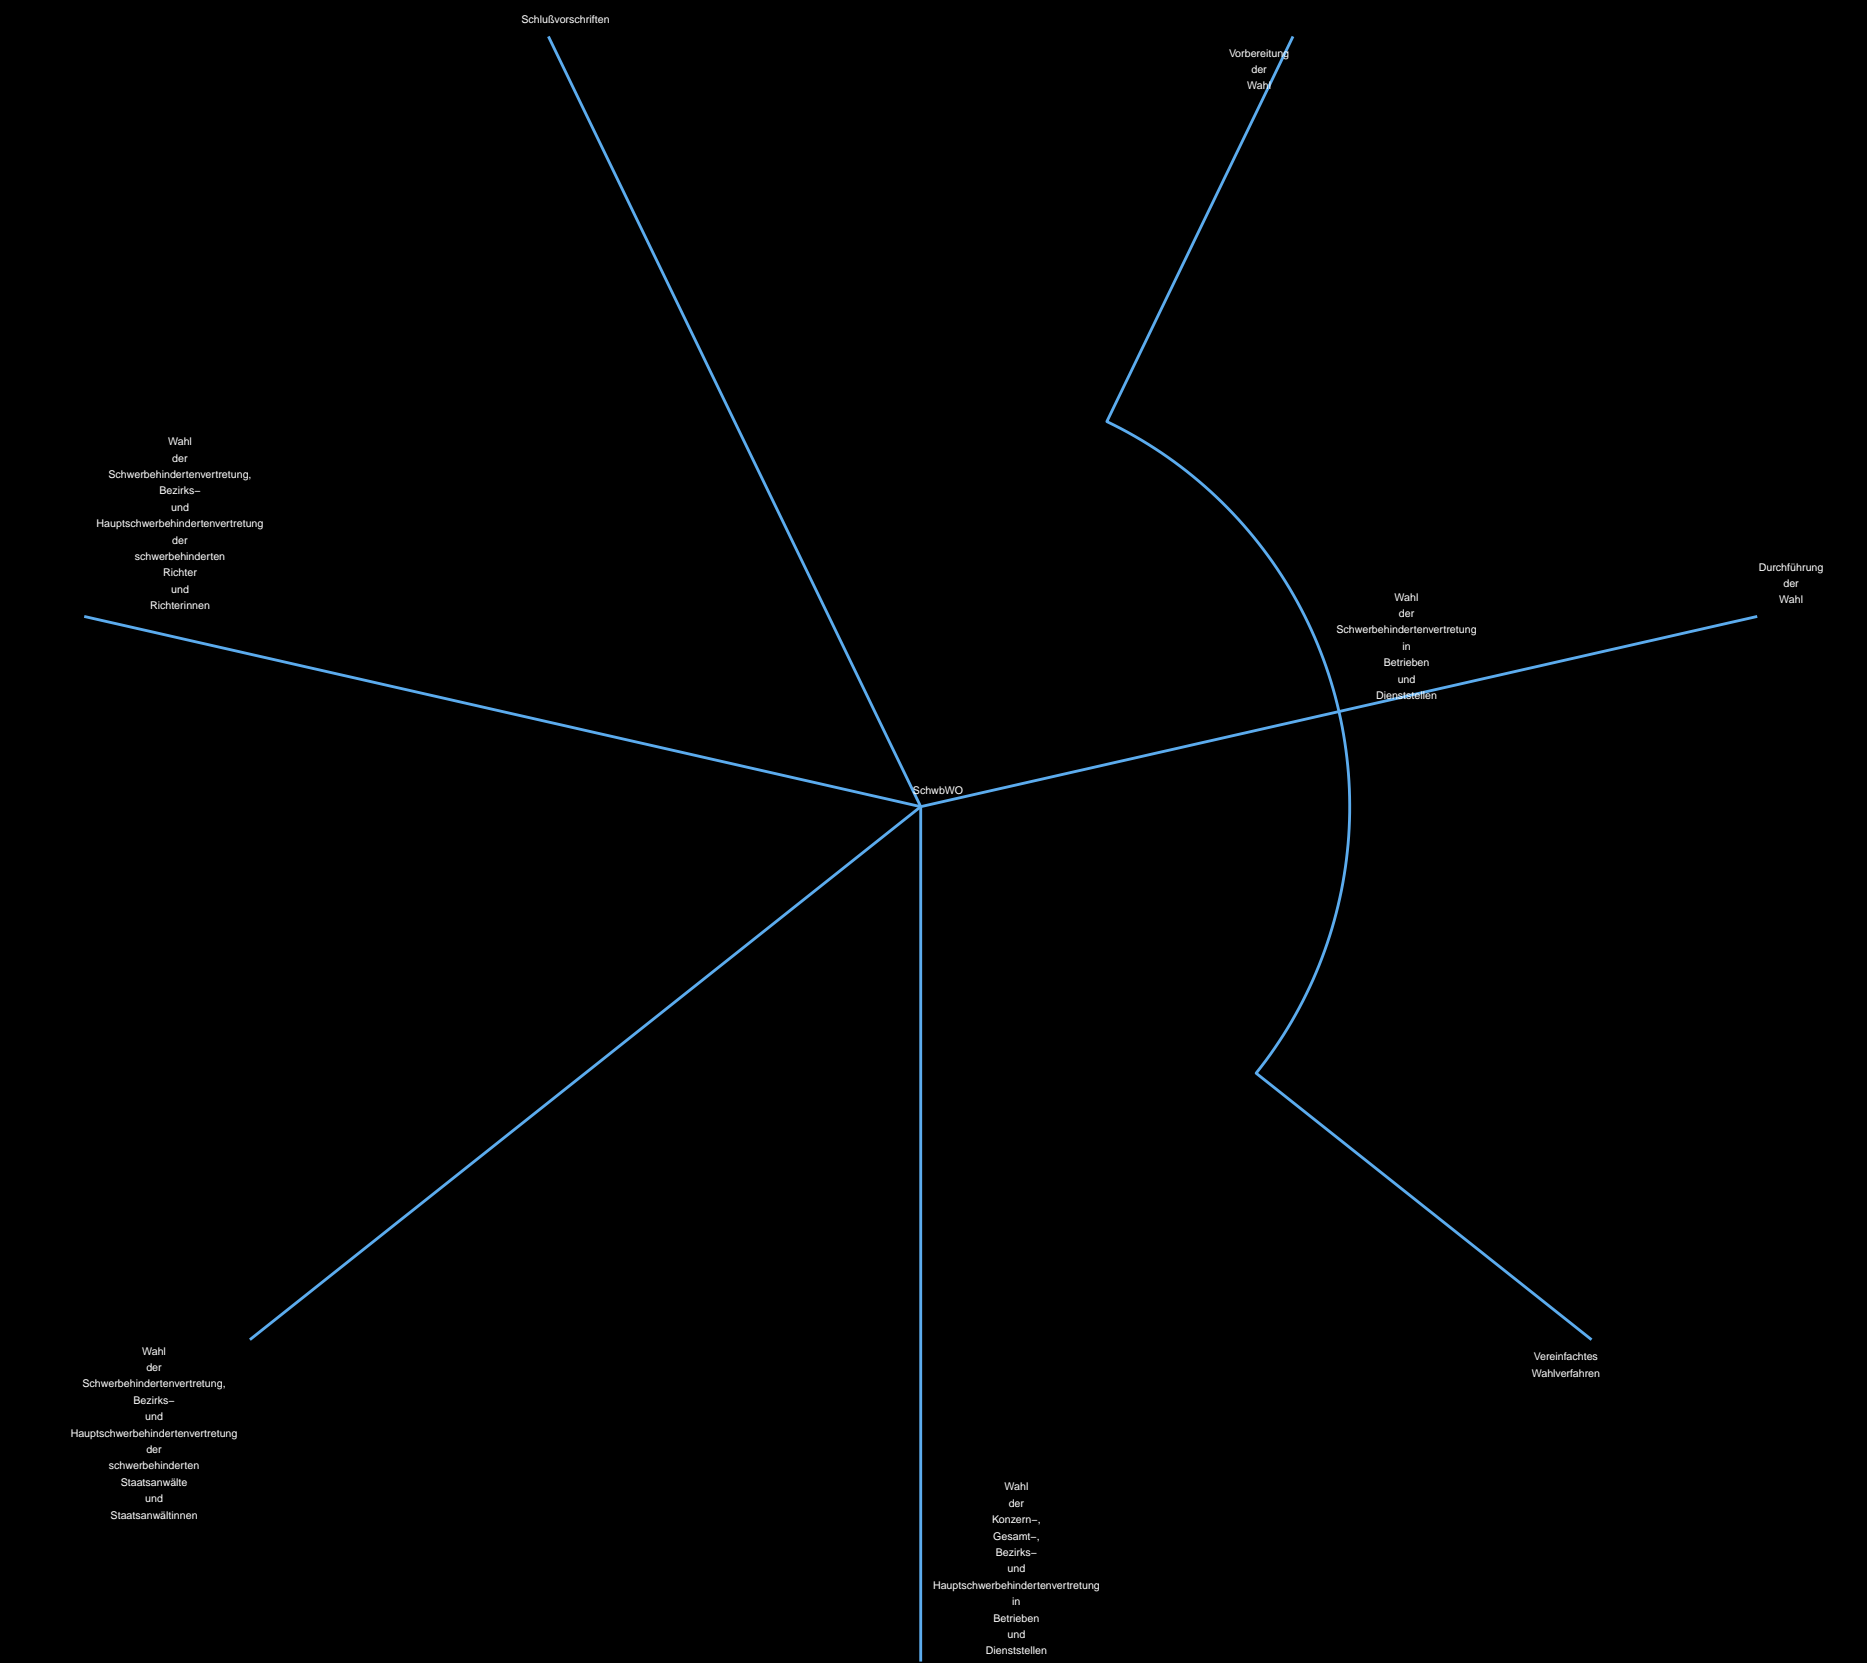 Schlußvorschriften
Vorbereitung
der
Wahl
Wahl
der
Schwerbehindertenvertretung,
Bezirks–
und
Hauptschwerbehindertenvertretung
der
schwerbehinderten
Richter
und
Richterinnen
Durchführung
der
Wahl
Wahl
der
Schwerbehindertenvertretung
in
Betrieben
und
Dienststellen
SchwbWO
Wahl
der
Schwerbehindertenvertretung,
Bezirks–
und
Hauptschwerbehindertenvertretung
der
schwerbehinderten
Staatsanwälte
und
Staatsanwältinnen
Vereinfachtes
Wahlverfahren
Wahl
der
Konzern–,
Gesamt–,
Bezirks–
und
Hauptschwerbehindertenvertretung
in
Betrieben
und
Dienststellen